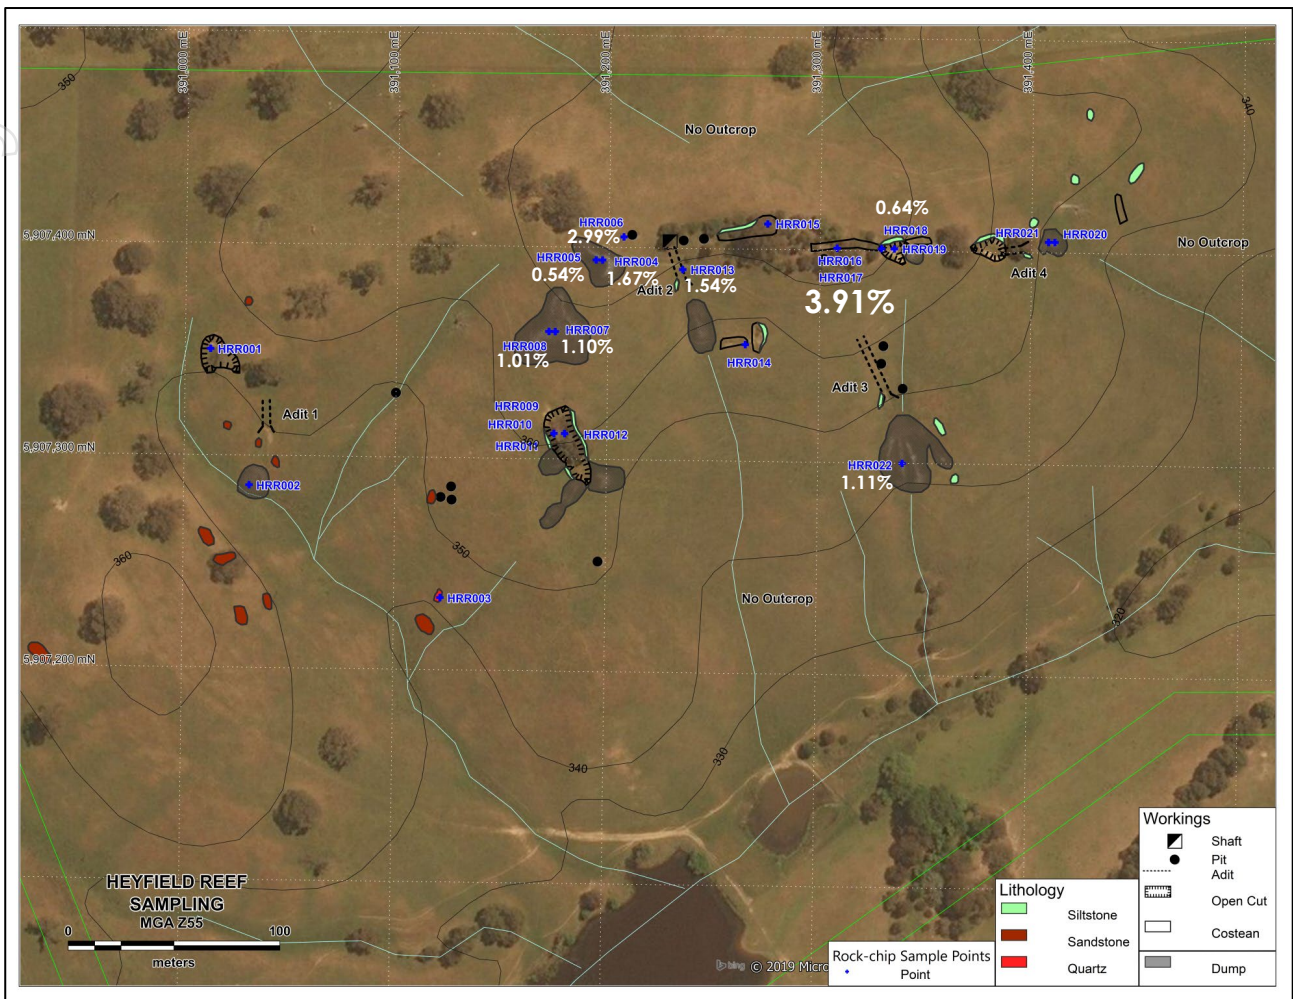 391,000 mE
391,100 mE
391,200 mE
391,300 mE
391,400 mE
350
340
No Outcrop
0.64%
HRR006
2.99%
HRR015
HRR018
HRR021
HRR020
5,907,400 mN
No Outcrop
HRR005
HRR004
HRR016
HRR019
0.54%
1.67%
HRR013
1.54%
HRR017
Adit 4
Adit 2
3.91%
HRR007
HRR008
1.10%
1.01%
HRR001
HRR014
Adit 3
HRR009
Adit 1
HRR010
HRR012
HRR011
360
5,907,300 mN
HRR022
1.11%
HRR002
350
360
HRR003
No Outcrop
320
5,907,200 mN
330
340
HEYFIELD REEF
SAMPLING
MGA Z55
0 100
meters
bing © 2019 Micro
Rock-chip Sample Points
Point
Lithology
Siltstone
Sandstone
Quartz
Workings
Shaft
Pit
Adit
Open Cut
Costean
Dump